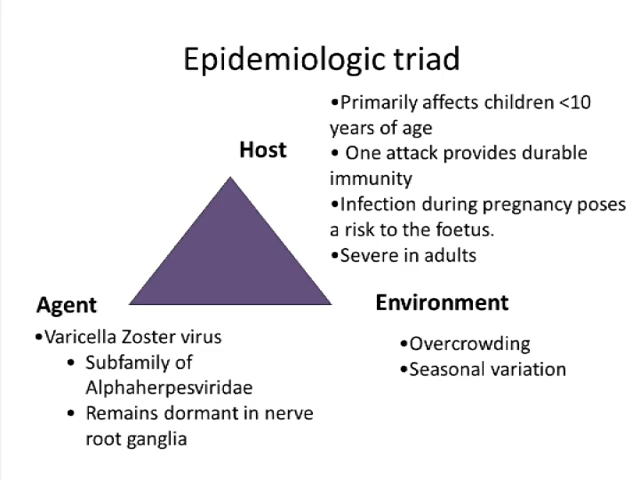 Epidemiologic triad
Host
•Primarily affects children <10
years of age
• One attack provides durable
immunity
•Infection during pregnancy poses
a risk to the foetus.
•Severe in adults
Agent
•Varicella Zoster virus
• Subfamily of
Alphaherpesviridae
• Remains dormant in nerve
root ganglia
Environment
•Overcrowding
•Seasonal variation